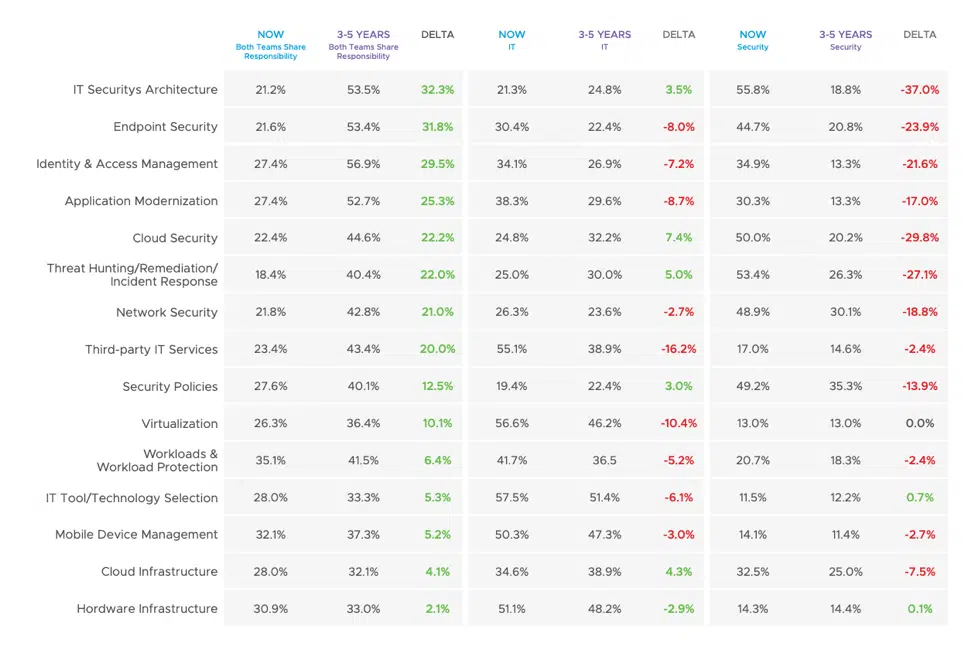 NOW 3-5 YEARS DELTA NOW 3-5 YEARS DELTA NOW 3-5 YEARS DELTA
Both Teams Share Both Teams Share IT IT Security Security
Responsibility Responsibility
IT Securitys Architecture 21.2% 53.5% 32.3% 21.3% 24.8% 3.5% 55.8% 18.8% -37.0%
Endpoint Security 21.6% 53.4% 31.8% 30.4% 22.4% -8.0% 44.7% 20.8% -23.9%
Identity & Access Management 27.4% 56.9% 29.5% 34.1% 26.9% -7.2% 34.9% 13.3% -21.6%
Application Modernization 27.4% 52.7% 25.3% 38.3% 29.6% -8.7% 30.3% 13.3% -17.0%
Cloud Security 22.4% 44.6% 22.2% 24.8% 32.2% 7.4% 50.0% 20.2% -29.8%
Threat Hunting/Remediation/
Incident Response 18.4% 40.4% 22.0% 25.0% 30.0% 5.0% 53.4% 26.3% -27.1%
Network Security 21.8% 42.8% 21.0% 26.3% 23.6% -2.7% 48.9% 30.1% -18.8%
Third-party IT Services 23.4% 43.4% 20.0% 55.1% 38.9% -16.2% 17.0% 14.6% -2.4%
Security Policies 27.6% 40.1% 12.5% 19.4% 22.4% 3.0% 49.2% 35.3% -13.9%
Virtualization 26.3% 36.4% 10.1% 56.6% 46.2% -10.4% 13.0% 13.0% 0.0%
Workloads &
Workload Protection 35.1% 41.5% 6.4% 41.7% 36.5 -5.2% 20.7% 18.3% -2.4%
IT Tool/Technology Selection 28.0% 33.3% 5.3% 57.5% 51.4% -6.1% 11.5% 12.2% 0.7%
Mobile Device Management 32.1% 37.3% 5.2% 50.3% 47.3% -3.0% 14.1% 11.4% -2.7%
Cloud Infrastructure 28.0% 32.1% 4.1% 34.6% 38.9% 4.3% 32.5% 25.0% -7.5%
Hordware Infrastructure 30.9% 33.0% 2.1% 51.1% 48.2% -2.9% 14.3% 14.4% 0.1%